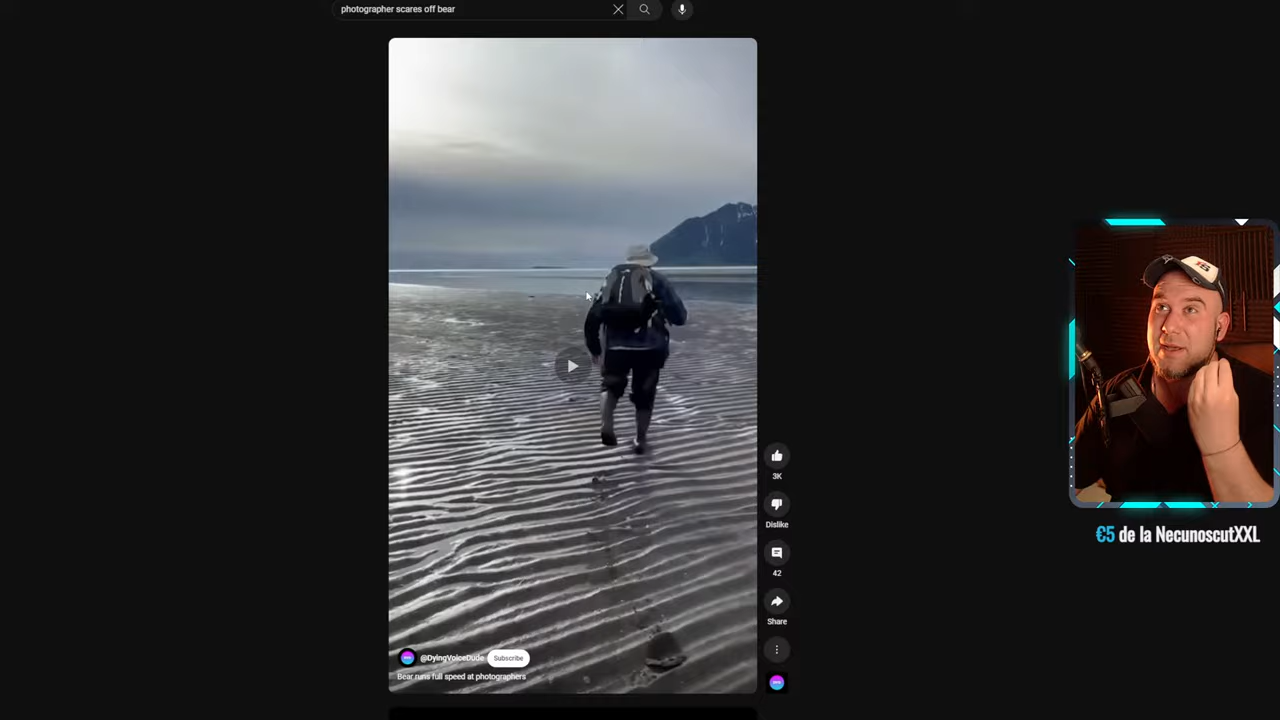 photographer scares off bear
3K
Dislike
42
Share
@DyingVoiceDude Subscribe
Bear runs full speed at photographers
€5 de la NecunoscutXXL